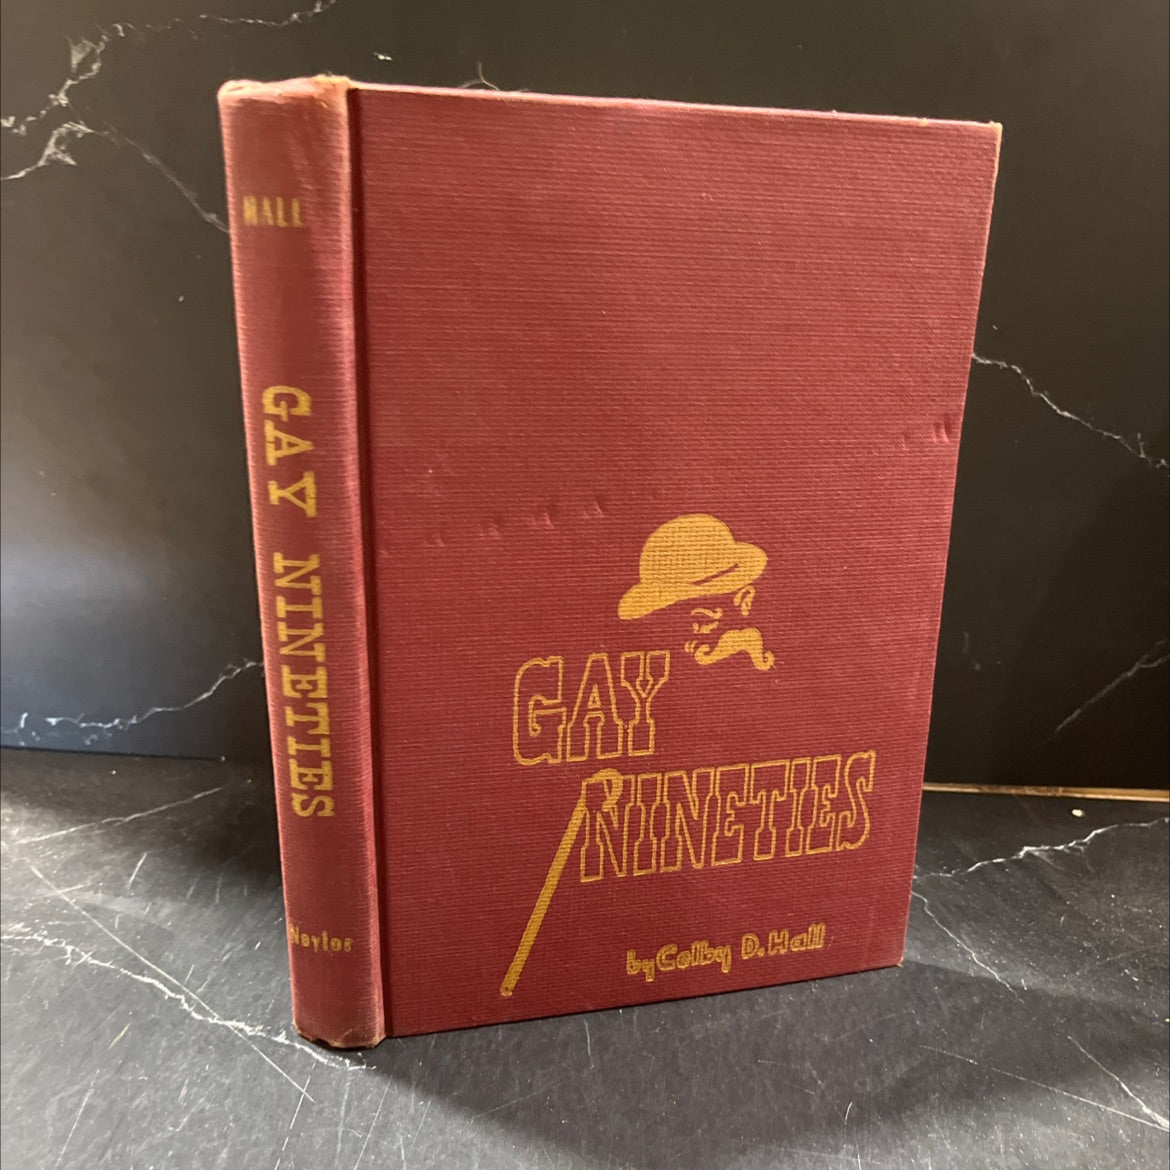 HALL
GAY NINETIES
Naylor
GAY
NINETIES
by Colby D. Hall